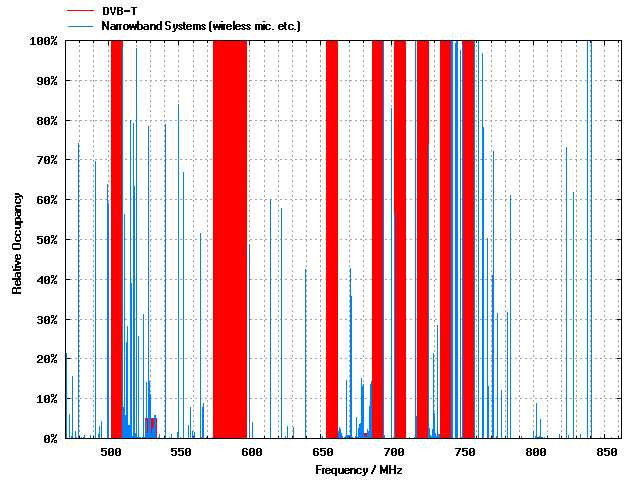 DVB-T
Narrowband Systems (wireless mic. etc.)
100%
90%
80%
70%
60%
50%
40%
30%
20%
10%
0%
Relative Occupancy
500 550 600 650 700 750 800 850
Frequency / MHz